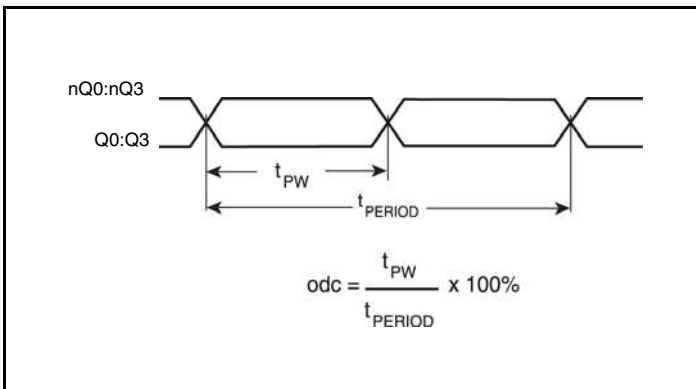 nQ0:nQ3
Q0:Q3
tPW
tPERIOD
odc = tPW / tPERIOD x 100%